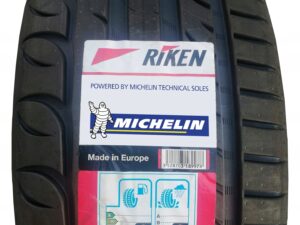 RIKEN
POWERED BY MICHELIN TECHNICAL SOLES
MICHELIN
Made in Europe
A